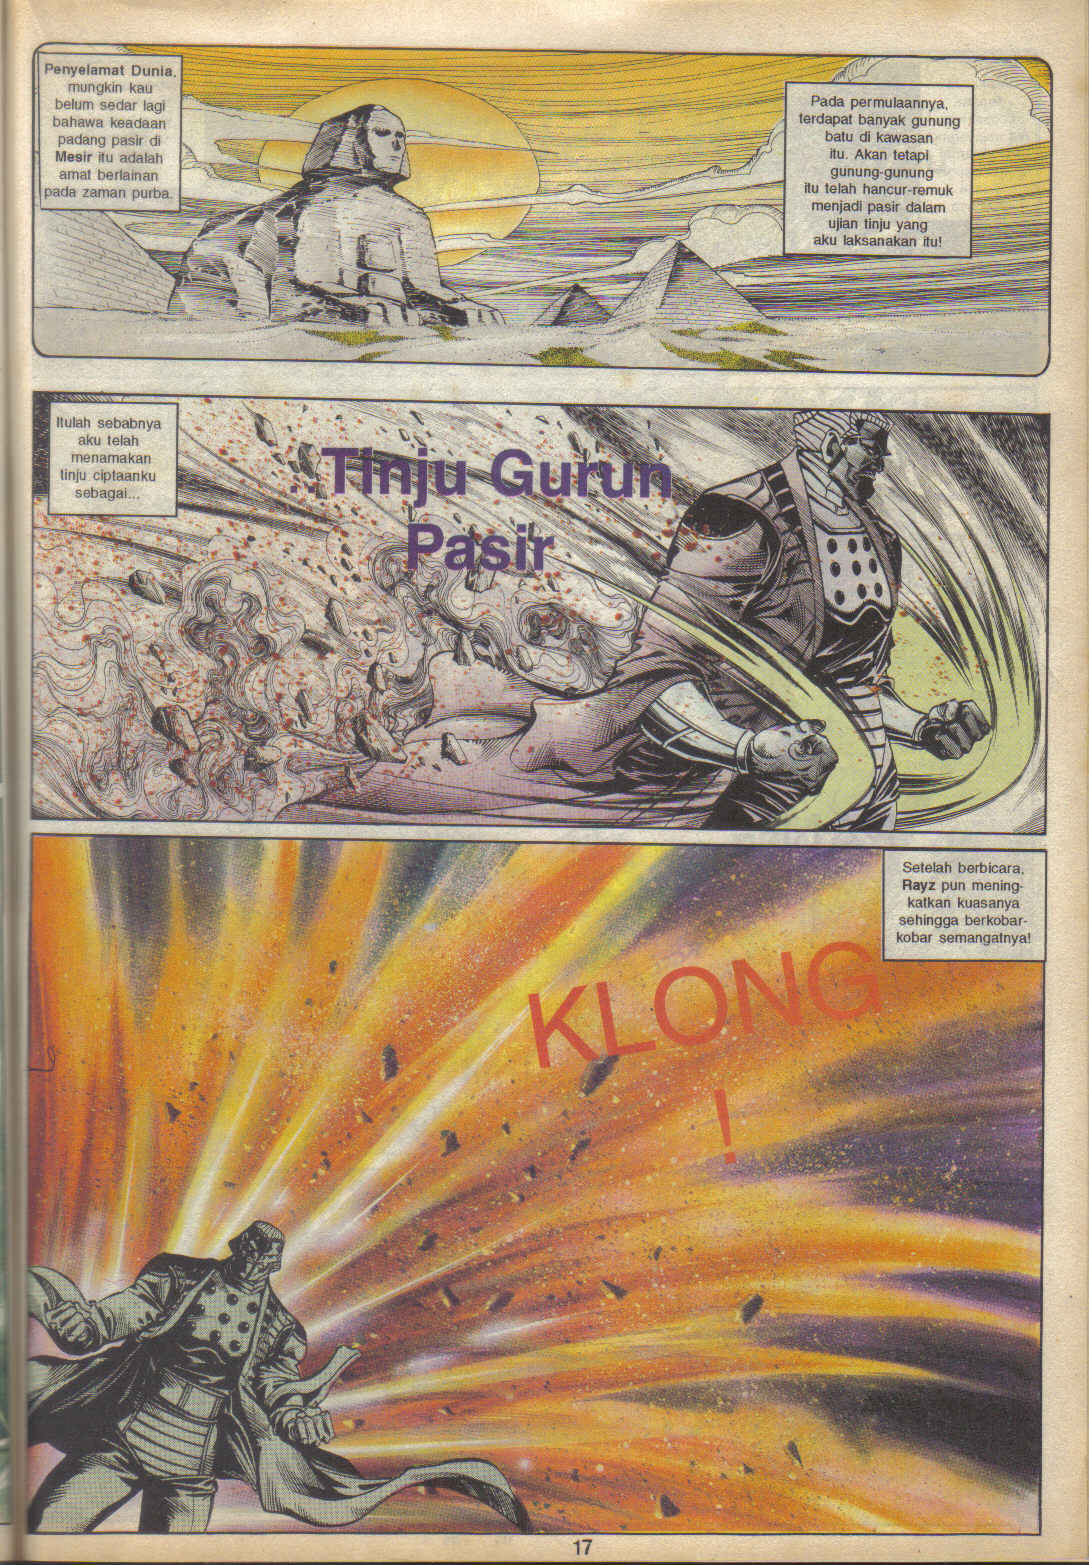 Penyelamat Dunia,
mungkin kau
belum sedar lagi
bahawa keadaan
padang pasir di
Mesir itu adalah
amat berlainan
pada zaman purba.
Pada permulaannya,
terdapat banyak gunung
batu di kawasan
itu. Akan tetapi
gunung-gunung
itu telah hancur-remuk
menjadi pasir dalam
ujian tinju yang
aku laksanakan itu!
Itulah sebabnya
aku telah
menamakan
tinju ciptaanku
sebagai...
...Tinju Gurun
Pasir
Setelah berbicara,
Rayz pun mening-
katkan kuasanya
sehingga berkobar-
kobar semangatnya!
KLONG
!
17